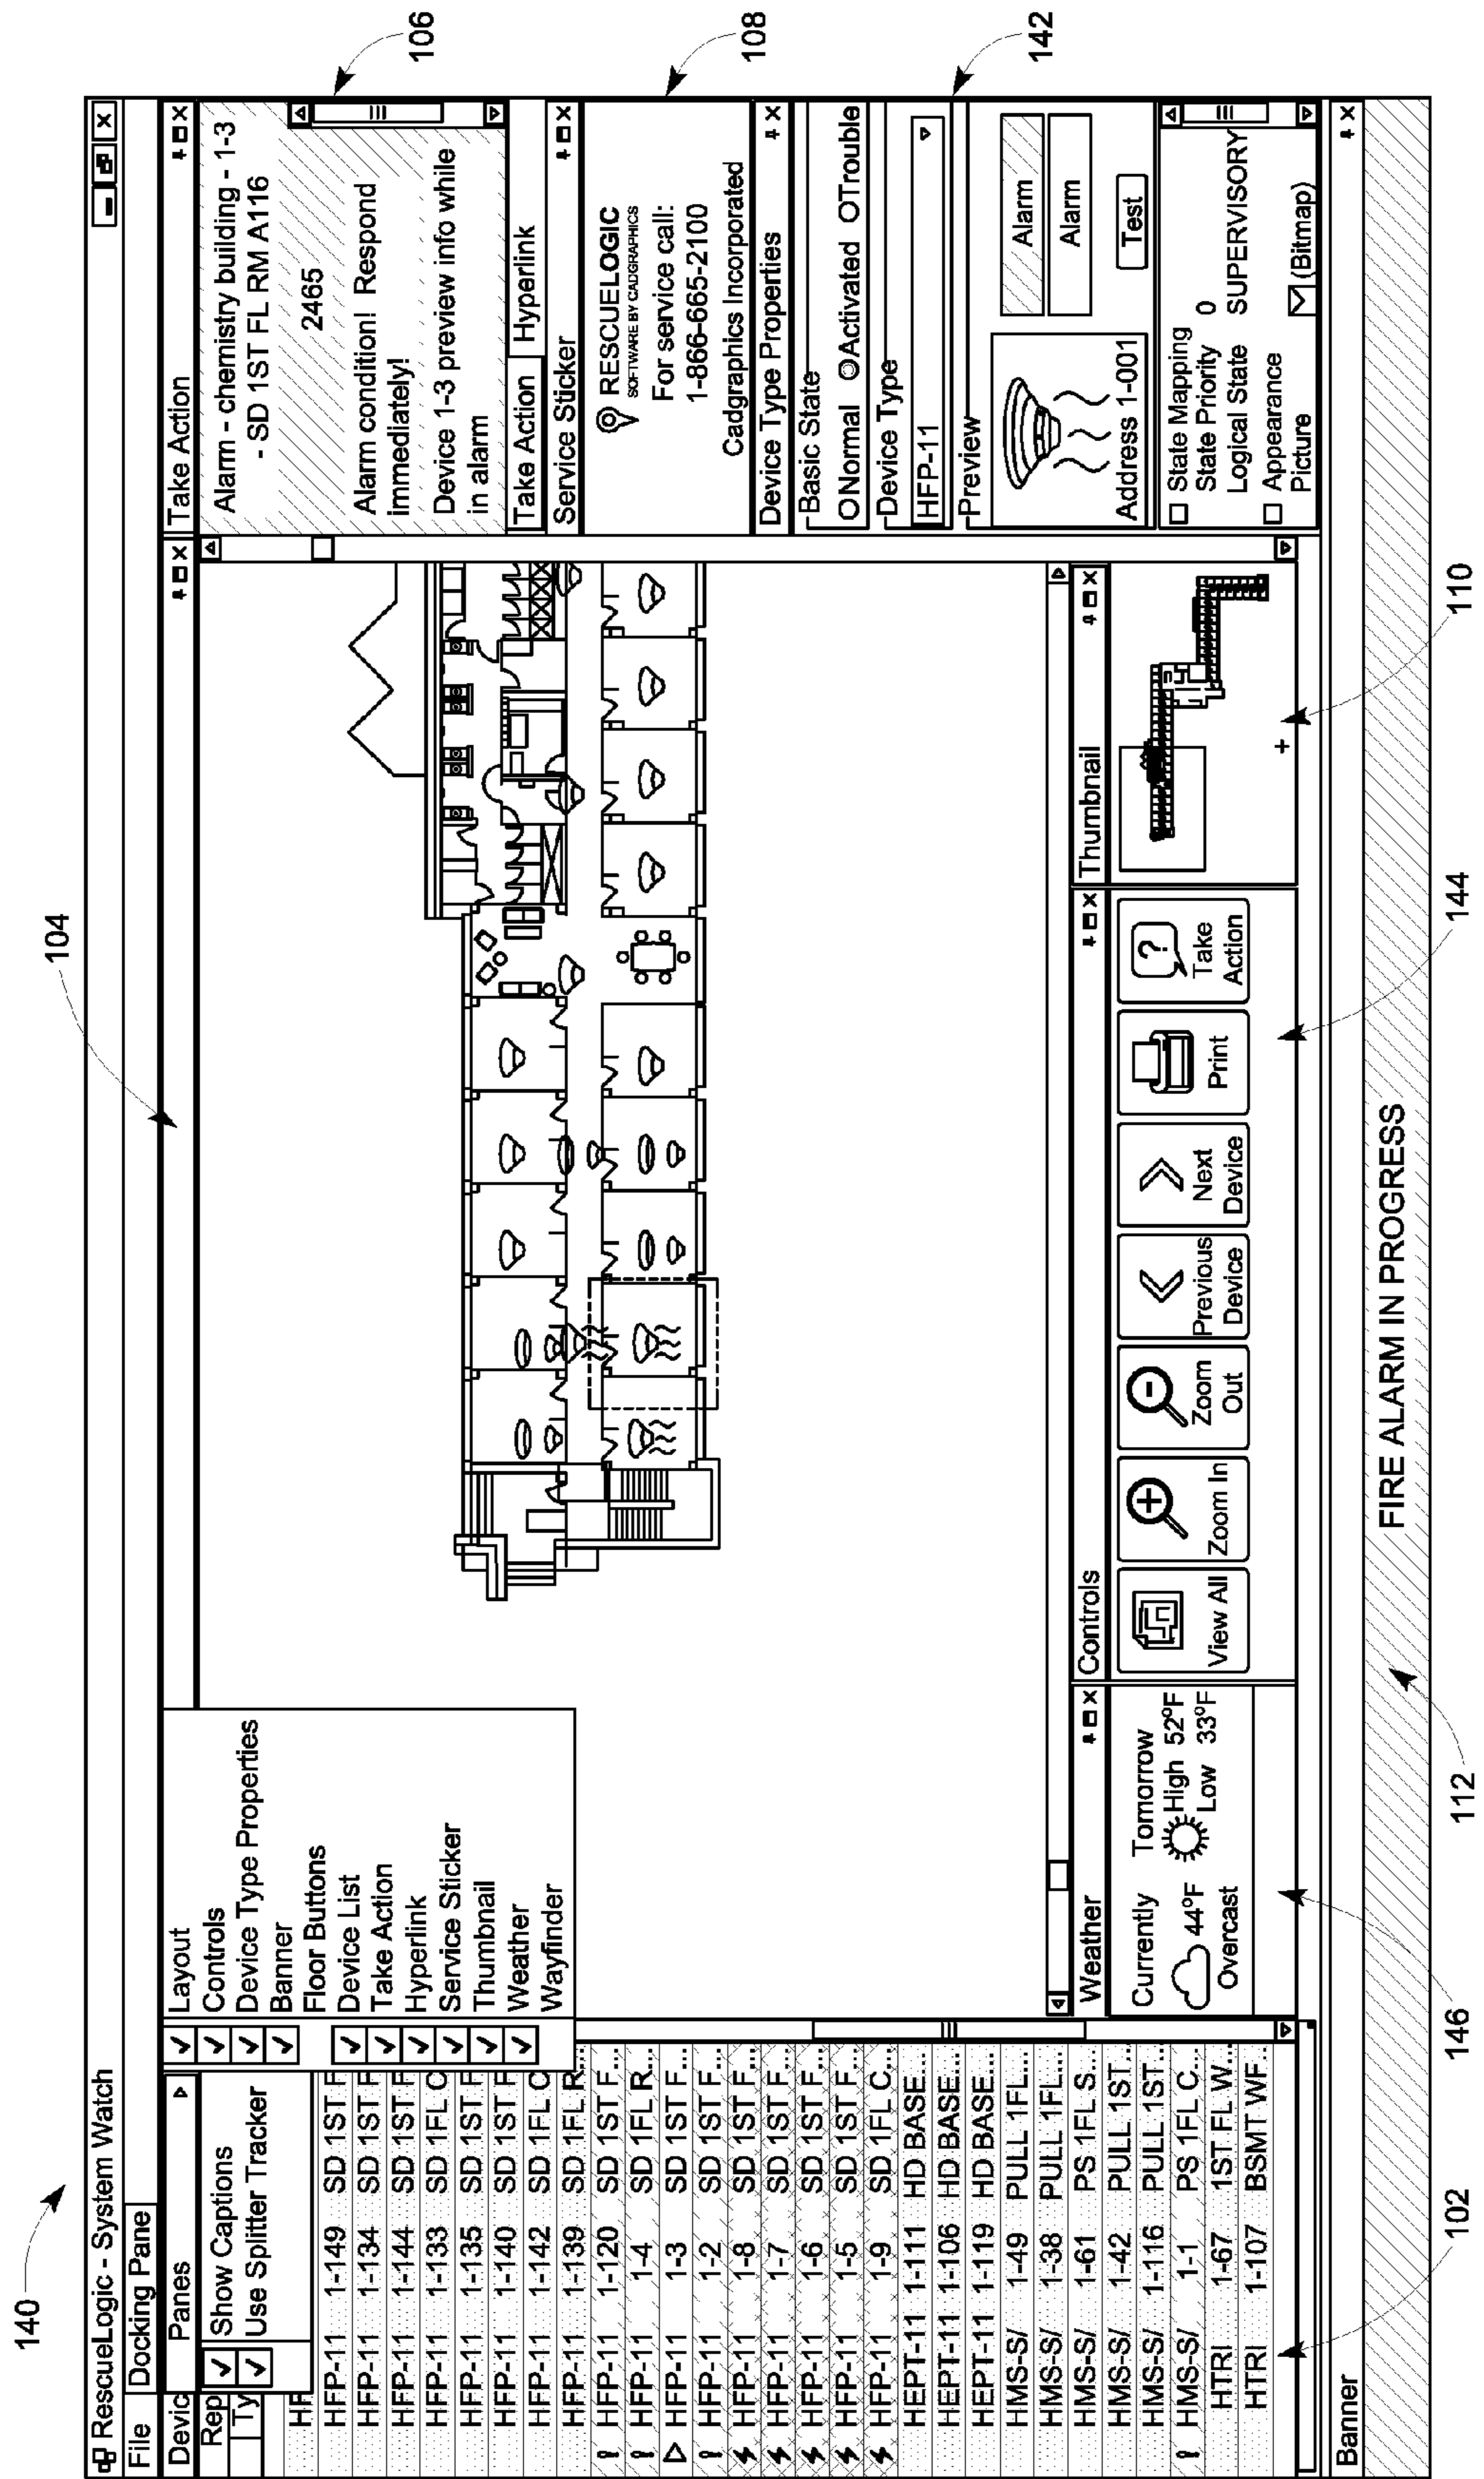 140
104
RescueLogic - System Watch
File Docking Pane
Devic Panes
Rep Show Captions
Ty Use Splitter Tracker
Layout
Controls
Device Type Properties
Banner
Floor Buttons
Device List
Take Action
Hyperlink
Service Sticker
Thumbnail
Weather
Wayfinder
HF
HFP-11 1-149 SD 1ST F
HFP-11 1-134 SD 1ST F
HFP-11 1-144 SD 1ST F
HFP-11 1-133 SD 1FL C
HFP-11 1-135 SD 1ST F
HFP-11 1-140 SD 1ST F
HFP-11 1-142 SD 1FL C
HFP-11 1-139 SD 1FL R...
HFP-11 1-120 SD 1ST F...
HFP-11 1-4 SD 1FL R...
HFP-11 1-3 SD 1ST F...
HFP-11 1-2 SD 1ST F...
HFP-11 1-8 SD 1ST F...
HFP-11 1-7 SD 1ST F...
HFP-11 1-6 SD 1ST F...
HFP-11 1-5 SD 1ST F...
HFP-11 1-9 SD 1FL C...
HEPT-11 1-111 HD BASE...
HEPT-11 1-106 HD BASE...
HEPT-11 1-119 HD BASE...
HMS-S/ 1-49 PULL 1FL...
HMS-S/ 1-38 PULL 1FL...
HMS-S/ 1-61 PS 1FL S...
HMS-S/ 1-42 PULL 1ST...
HMS-S/ 1-116 PULL 1ST...
HMS-S/ 1-1 PS 1FL C...
HTRI 1-67 1ST FL W...
HTRI 1-107 BSMT WF...
Take Action
Alarm - chemistry building - 1-3
- SD 1ST FL RM A116
2465
Alarm condition! Respond
immediately!
Device 1-3 preview info while
in alarm
Take Action Hyperlink
Service Sticker
RESCUELOGIC
SOFTWARE BY CADGRAPHICS
For service call:
1-866-665-2100
Cadgraphics Incorporated
Device Type Properties
Basic State
Normal Activated Trouble
Device Type
HFP-11
Preview
Alarm
Alarm
Address 1-001 Test
State Mapping
State Priority 0
Logical State SUPERVISORY
Appearance
Picture (Bitmap)
Weather
Currently Tomorrow
44°F High 52°F
Overcast Low 33°F
Controls
View All
Zoom In
Zoom Out
Previous Device
Next Device
Print
Take Action
Thumbnail
Banner
FIRE ALARM IN PROGRESS
106
108
142
102
146
112
144
110